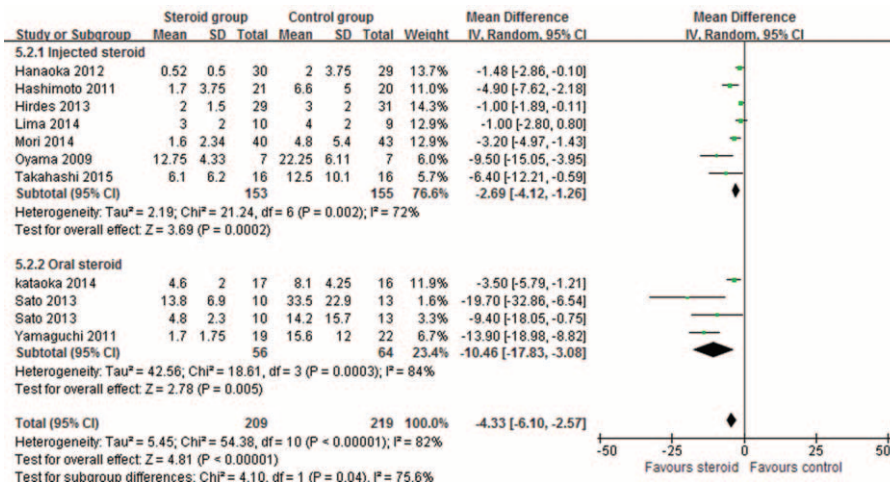 Steroid group Control group Mean Difference Mean Difference
Study or Subgroup Mean SD Total Mean SD Total Weight IV, Random, 95% CI IV, Random, 95% CI
5.2.1 Injected steroid
Hanaoka 2012 0.52 0.5 30 2 3.75 29 13.7% -1.48 [-2.86, -0.10]
Hashimoto 2011 1.7 3.75 21 6.6 5 20 11.0% -4.90 [-7.62, -2.18]
Hirdes 2013 2 1.5 29 3 2 31 14.4% -1.00 [-1.89, -0.11]
Lima 2014 3 2 10 4 2 9 12.9% -1.00 [-2.80, 0.80]
Mori 2014 1.6 2.34 40 4.8 5.4 43 12.9% -3.20 [-4.97, -1.43]
Oyama 2009 12.75 4.33 7 22.25 6.11 7 6.0% -9.50 [-15.05, -3.95]
Takahashi 2015 6.1 6.2 16 12.5 10.1 16 5.7% -6.40 [-12.21, -0.59]
Subtotal (95% CI) 153 155 76.6% -2.69 [-4.12, -1.26]
Heterogeneity: Tau² = 2.19; Chi² = 21.24, df = 6 (P = 0.002); I² = 72%
Test for overall effect: Z = 3.69 (P = 0.0002)
5.2.2 Oral steroid
kataoka 2014 4.6 2 17 8.1 4.25 16 11.9% -3.50 [-5.79, -1.21]
Sato 2013 13.8 6.9 10 33.5 22.9 13 1.6% -19.70 [-32.86, -6.54]
Sato 2013 4.8 2.3 10 14.2 15.7 13 3.2% -9.40 [-18.05, -0.75]
Yamaguchi 2011 1.7 1.75 19 15.6 12 22 6.7% -13.90 [-18.98, -8.82]
Subtotal (95% CI) 56 64 23.4% -10.46 [-17.83, -3.08]
Heterogeneity: Tau² = 42.56; Chi² = 18.61, df = 3 (P = 0.0003); I² = 84%
Test for overall effect: Z = 2.78 (P = 0.005)
Total (95% CI) 209 219 100.0% -4.33 [-6.10, -2.57]
Heterogeneity: Tau² = 5.45; Chi² = 54.38, df = 10 (P < 0.00001); I² = 82%
Test for overall effect: Z = 4.81 (P < 0.00001)
Test for subgroup differences: Chi² = 4.10, df = 1 (P = 0.04), I² = 75.6%
-50 -25 0 25 50
Favours steroid Favours control